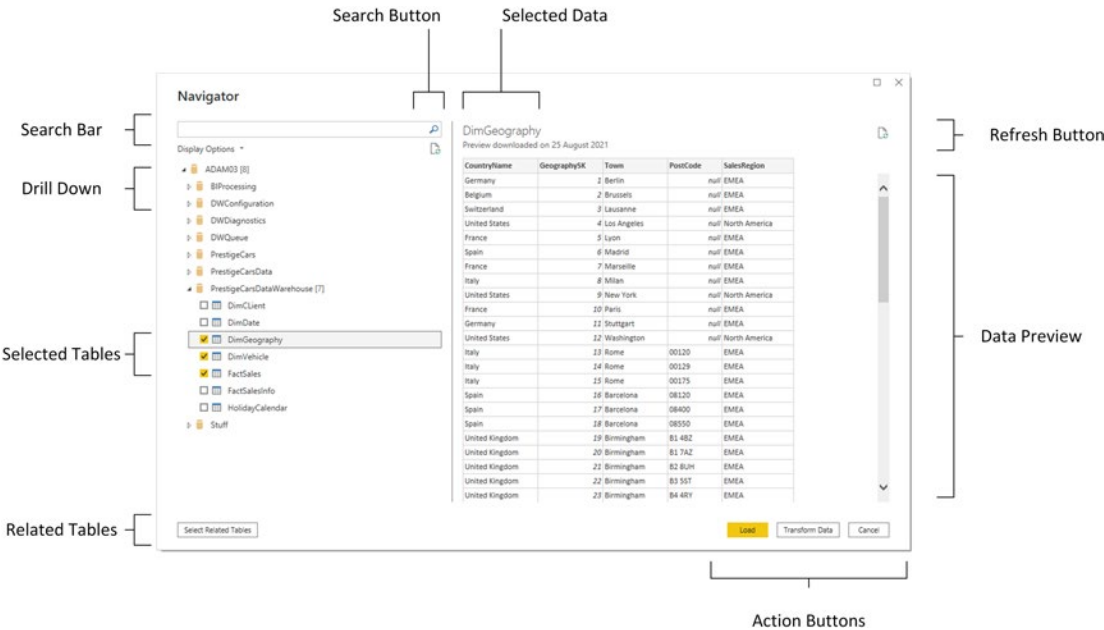 Search Button
Selected Data
Navigator
Search Bar
Refresh Button
Display Options
Drill Down
ADAM03 [8]
BIProcessing
DWConfiguration
DWDiagnostics
DWQueue
PrestigeCars
PrestigeCarsData
PrestigeCarsDataWarehouse [7]
DimCLient
DimDate
Selected Tables
DimGeography
DimVehicle
FactSales
FactSalesInfo
HolidayCalendar
Stuff
Related Tables
Select Related Tables
DimGeography
Preview downloaded on 25 August 2021
CountryName GeographySK Town PostCode SalesRegion
Germany 1 Berlin null EMEA
Belgium 2 Brussels null EMEA
Switzerland 3 Lausanne null EMEA
United States 4 Los Angeles null North America
France 5 Lyon null EMEA
Spain 6 Madrid null EMEA
France 7 Marseille null EMEA
Italy 8 Milan null EMEA
United States 9 New York null North America
France 10 Paris null EMEA
Germany 11 Stuttgart null EMEA
United States 12 Washington null North America
Italy 13 Rome 00120 EMEA
Italy 14 Rome 00129 EMEA
Italy 15 Rome 00175 EMEA
Spain 16 Barcelona 08120 EMEA
Spain 17 Barcelona 08400 EMEA
Spain 18 Barcelona 08550 EMEA
United Kingdom 19 Birmingham B1 4BZ EMEA
United Kingdom 20 Birmingham B1 7AZ EMEA
United Kingdom 21 Birmingham B2 8UH EMEA
United Kingdom 22 Birmingham B3 5ST EMEA
United Kingdom 23 Birmingham B4 4RY EMEA
Data Preview
Load
Transform Data
Cancel
Action Buttons